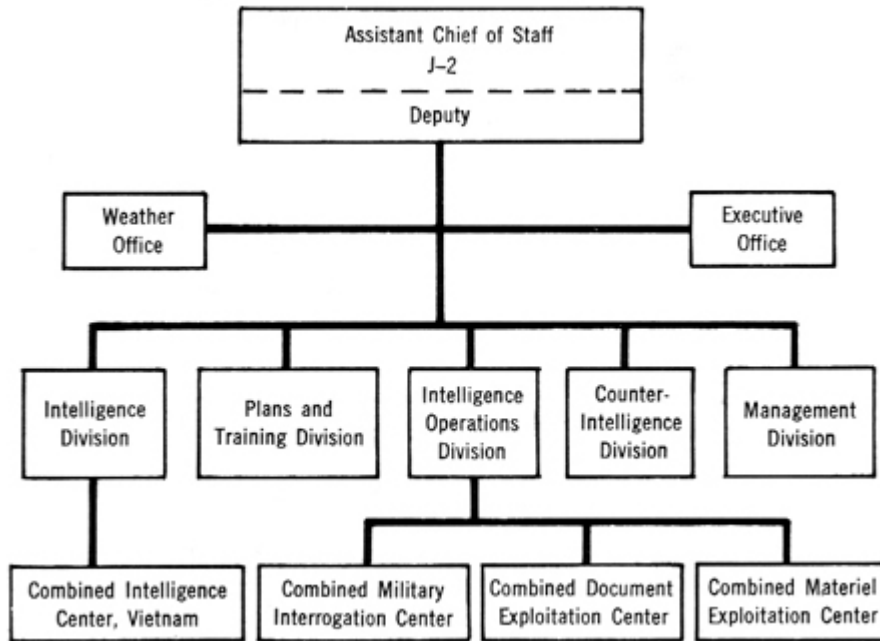 Assistant Chief of Staff
J–2
Deputy
Weather
Office
Executive
Office
Intelligence
Division
Plans and
Training Division
Intelligence
Operations
Division
Counter-
Intelligence
Division
Management
Division
Combined Intelligence
Center, Vietnam
Combined Military
Interrogation Center
Combined Document
Exploitation Center
Combined Materiel
Exploitation Center